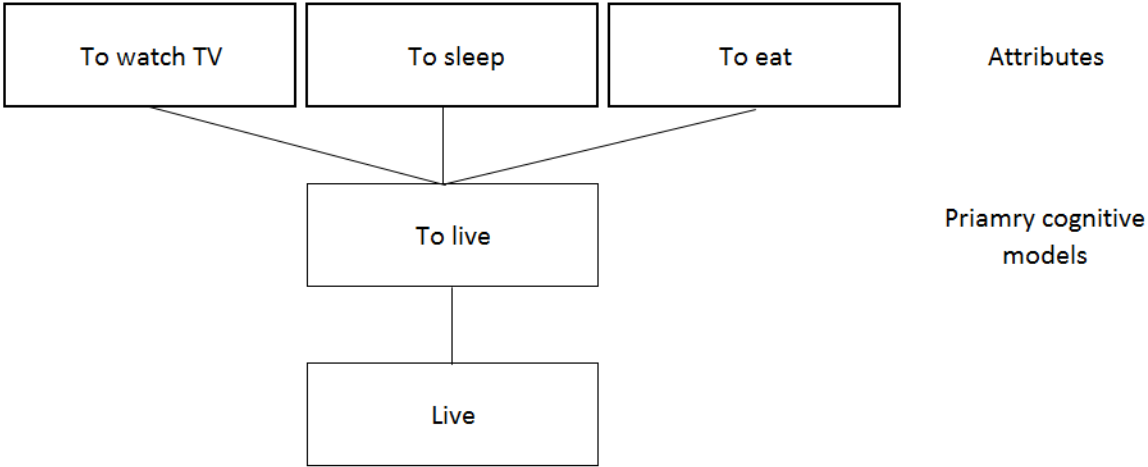 To watch TV
To sleep
To eat
Attributes
To live
Priamry cognitive
models
Live